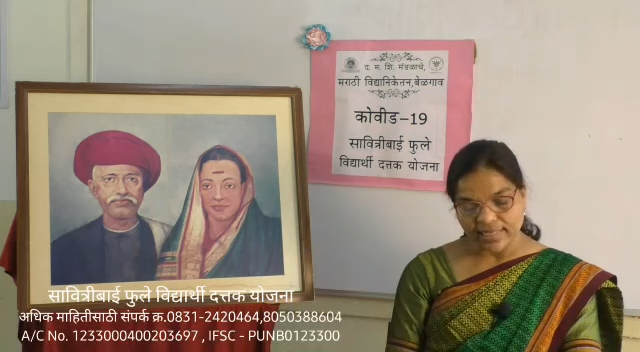 द. म. शि. मंडळाचे,
मराठी विद्यानिकेतन,बेळगाव
कोवीड-19
सावित्रीबाई फुले
विद्यार्थी दत्तक योजना
सावित्रीबाई फुले विद्यार्थी दत्तक योजना
अधिक माहितीसाठी संपर्क क्र.0831-2420464,8050388604
A/C No. 1233000400203697 , IFSC - PUNB0123300